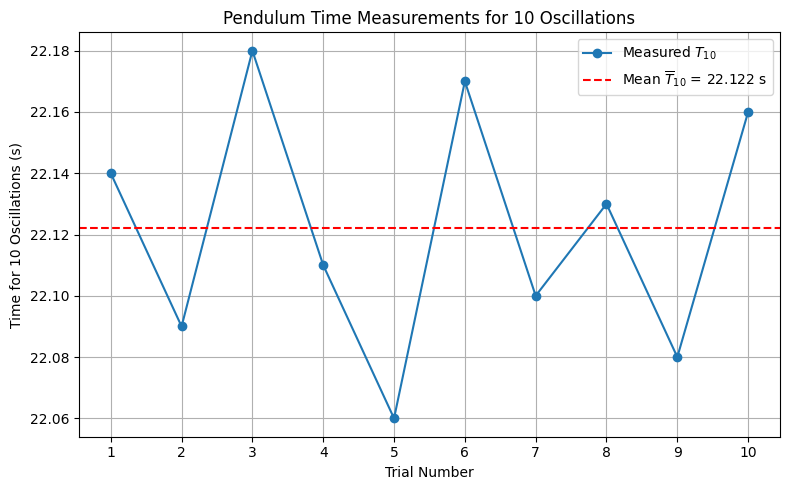 Pendulum Time Measurements for 10 Oscillations
Measured T₁₀
Mean T̅₁₀ = 22.122 s
Time for 10 Oscillations (s)
22.18
22.16
22.14
22.12
22.10
22.08
22.06
1 2 3 4 5 6 7 8 9 10
Trial Number